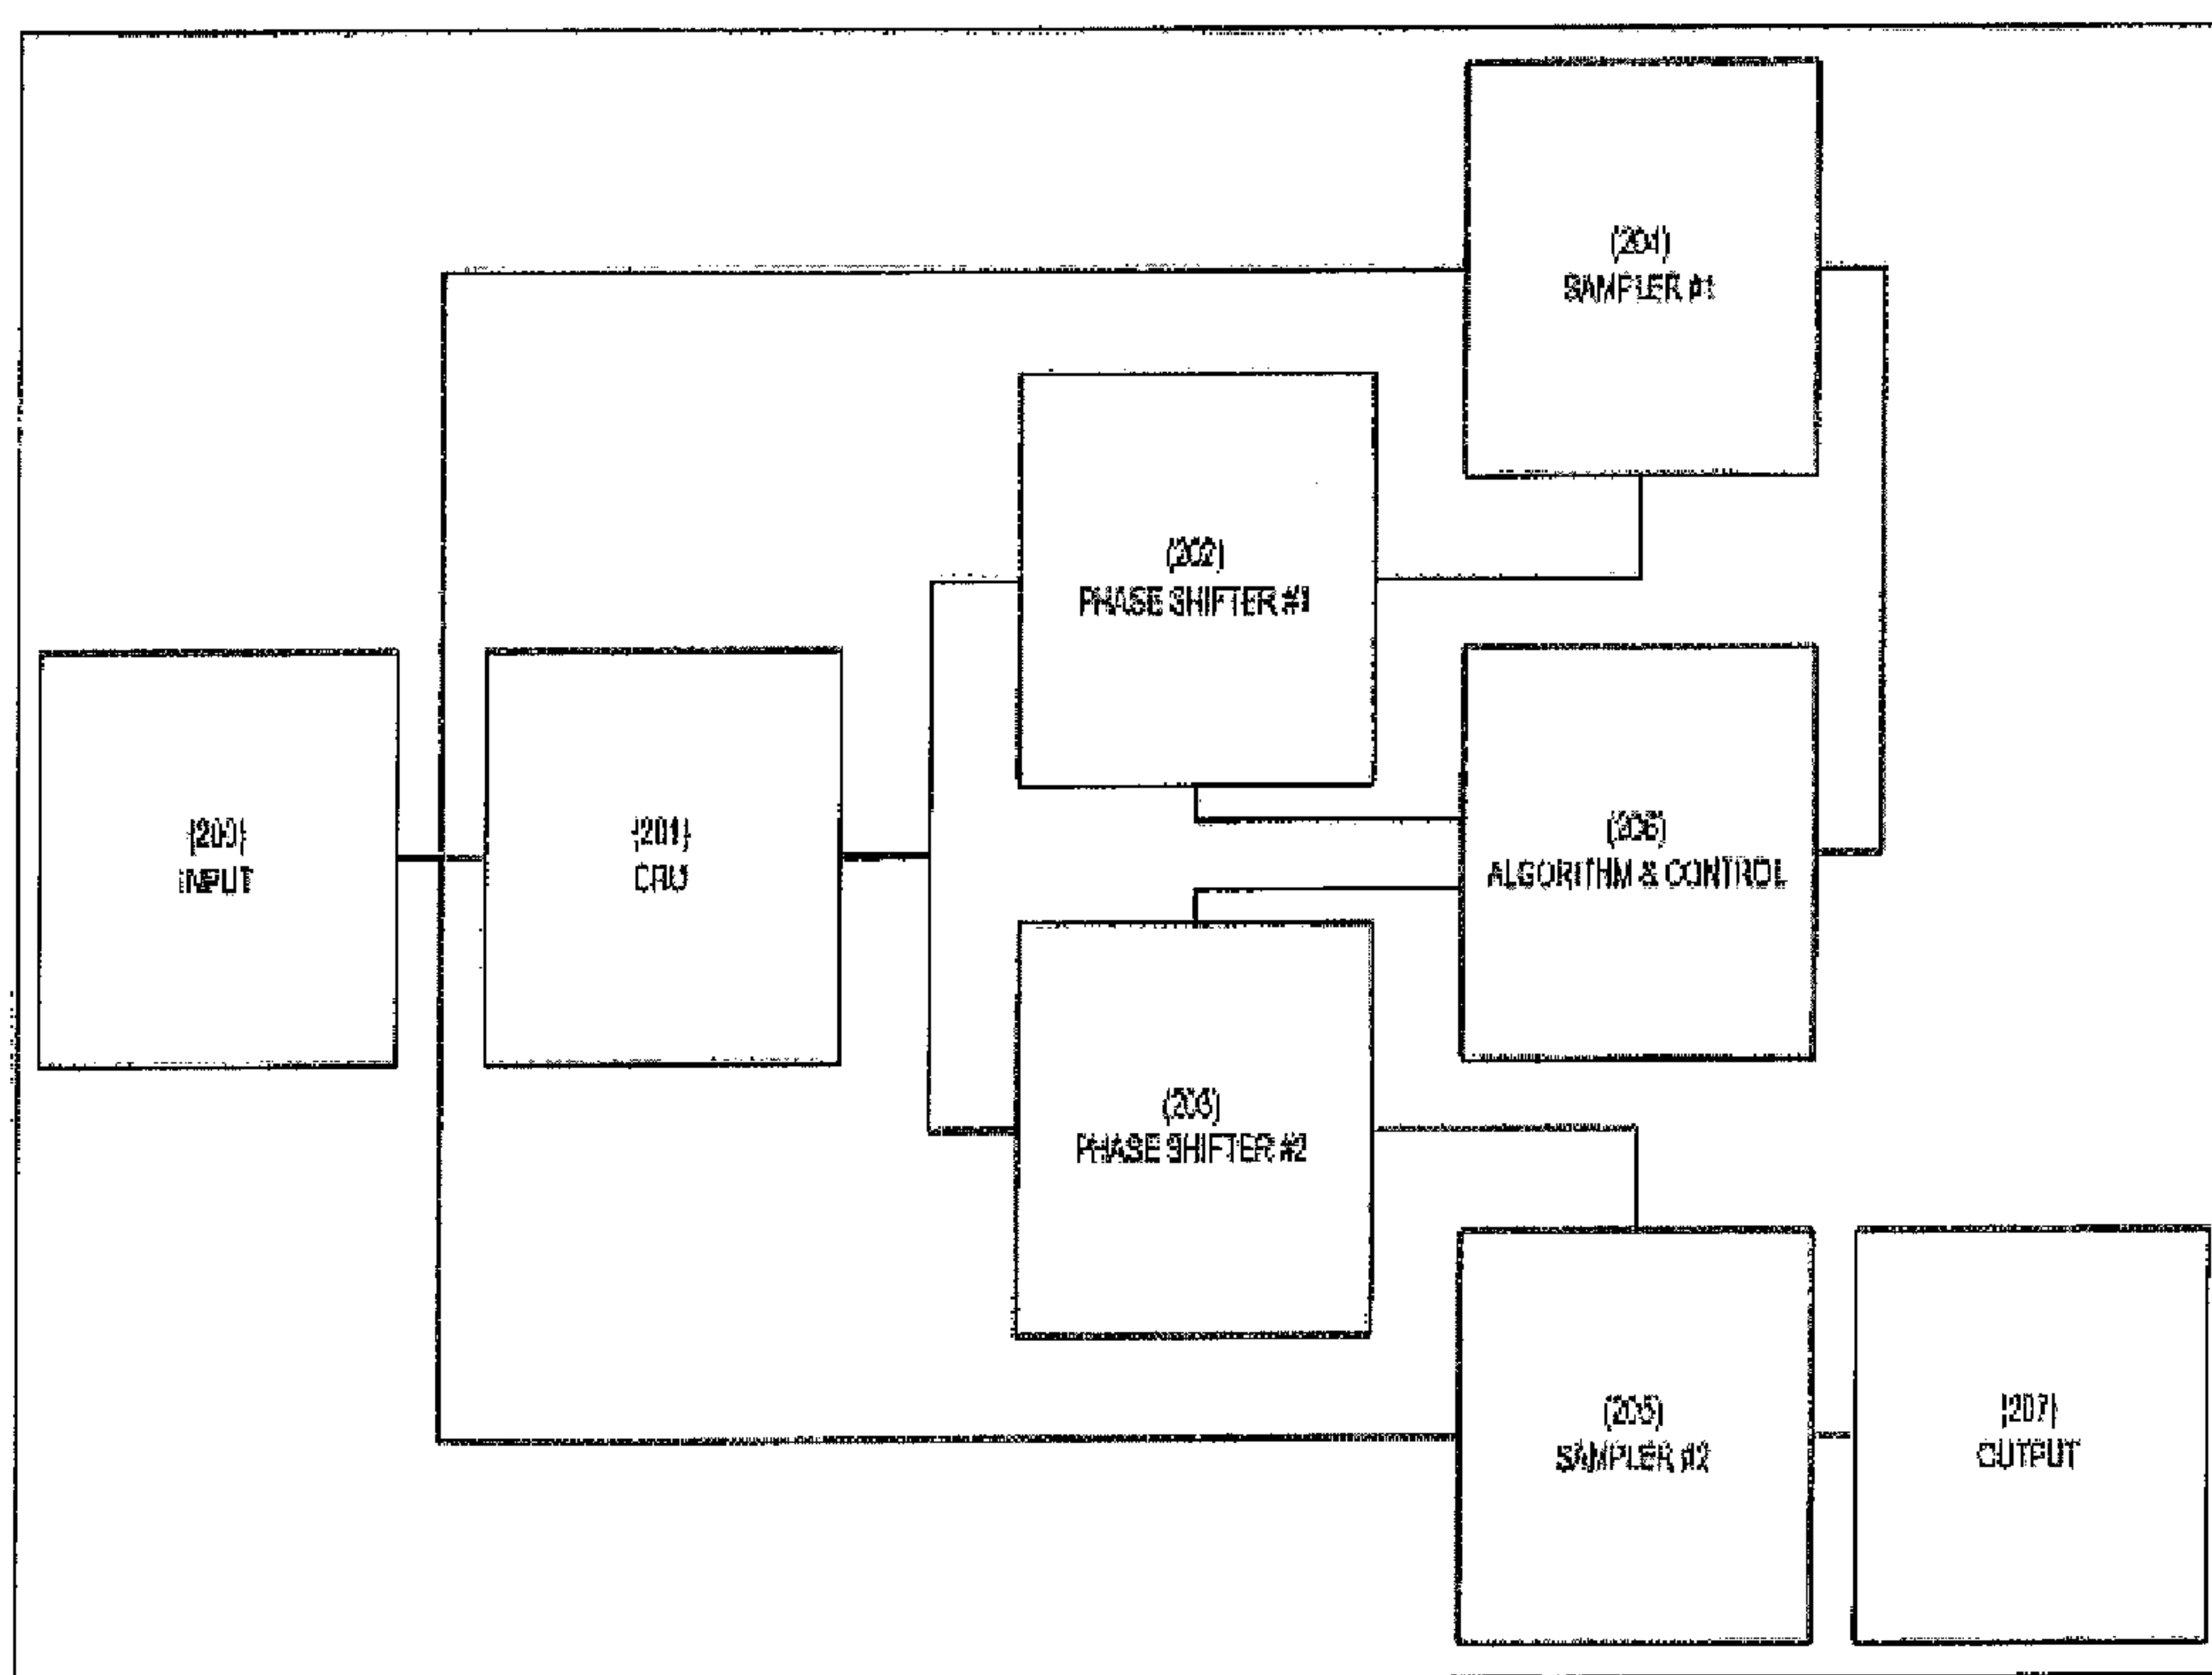 (204)
SAMPLER #1
(202)
PHASE SHIFTER #1
(200)
INPUT
(201)
CRU
(206)
ALGORITHM & CONTROL
(203)
PHASE SHIFTER #2
(205)
SAMPLER #2
(207)
OUTPUT